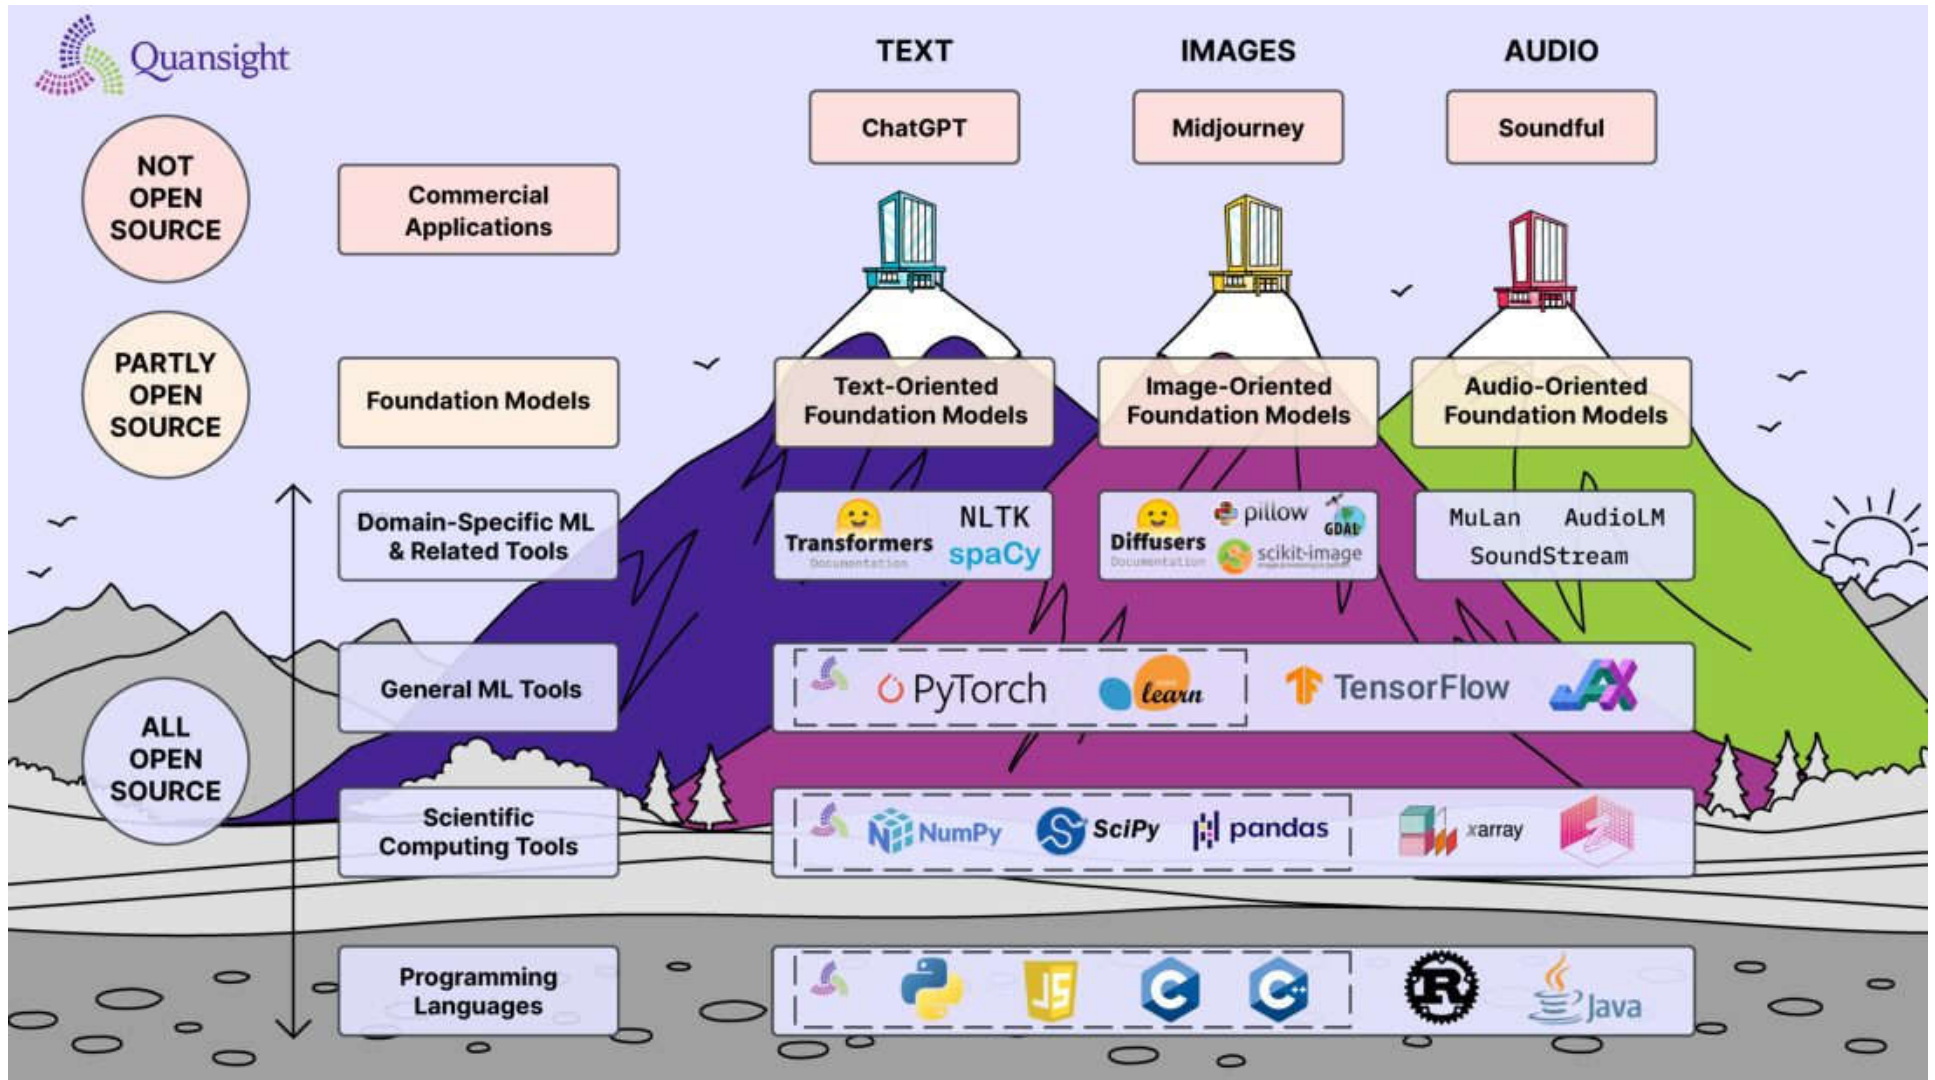 Quansight
TEXT
IMAGES
AUDIO
ChatGPT
Midjourney
Soundful
NOT
OPEN
SOURCE
Commercial
Applications
PARTLY
OPEN
SOURCE
Foundation Models
Text-Oriented
Foundation Models
Image-Oriented
Foundation Models
Audio-Oriented
Foundation Models
Domain-Specific ML
& Related Tools
Transformers
Documentation
NLTK
spaCy
Diffusers
Documentation
pillow
GDAL
scikit-image
MuLan
AudioLM
SoundStream
ALL
OPEN
SOURCE
General ML Tools
PyTorch
learn
TensorFlow
JAX
Scientific
Computing Tools
NumPy
SciPy
pandas
xarray
Programming
Languages
JS
C
C++
R
Java